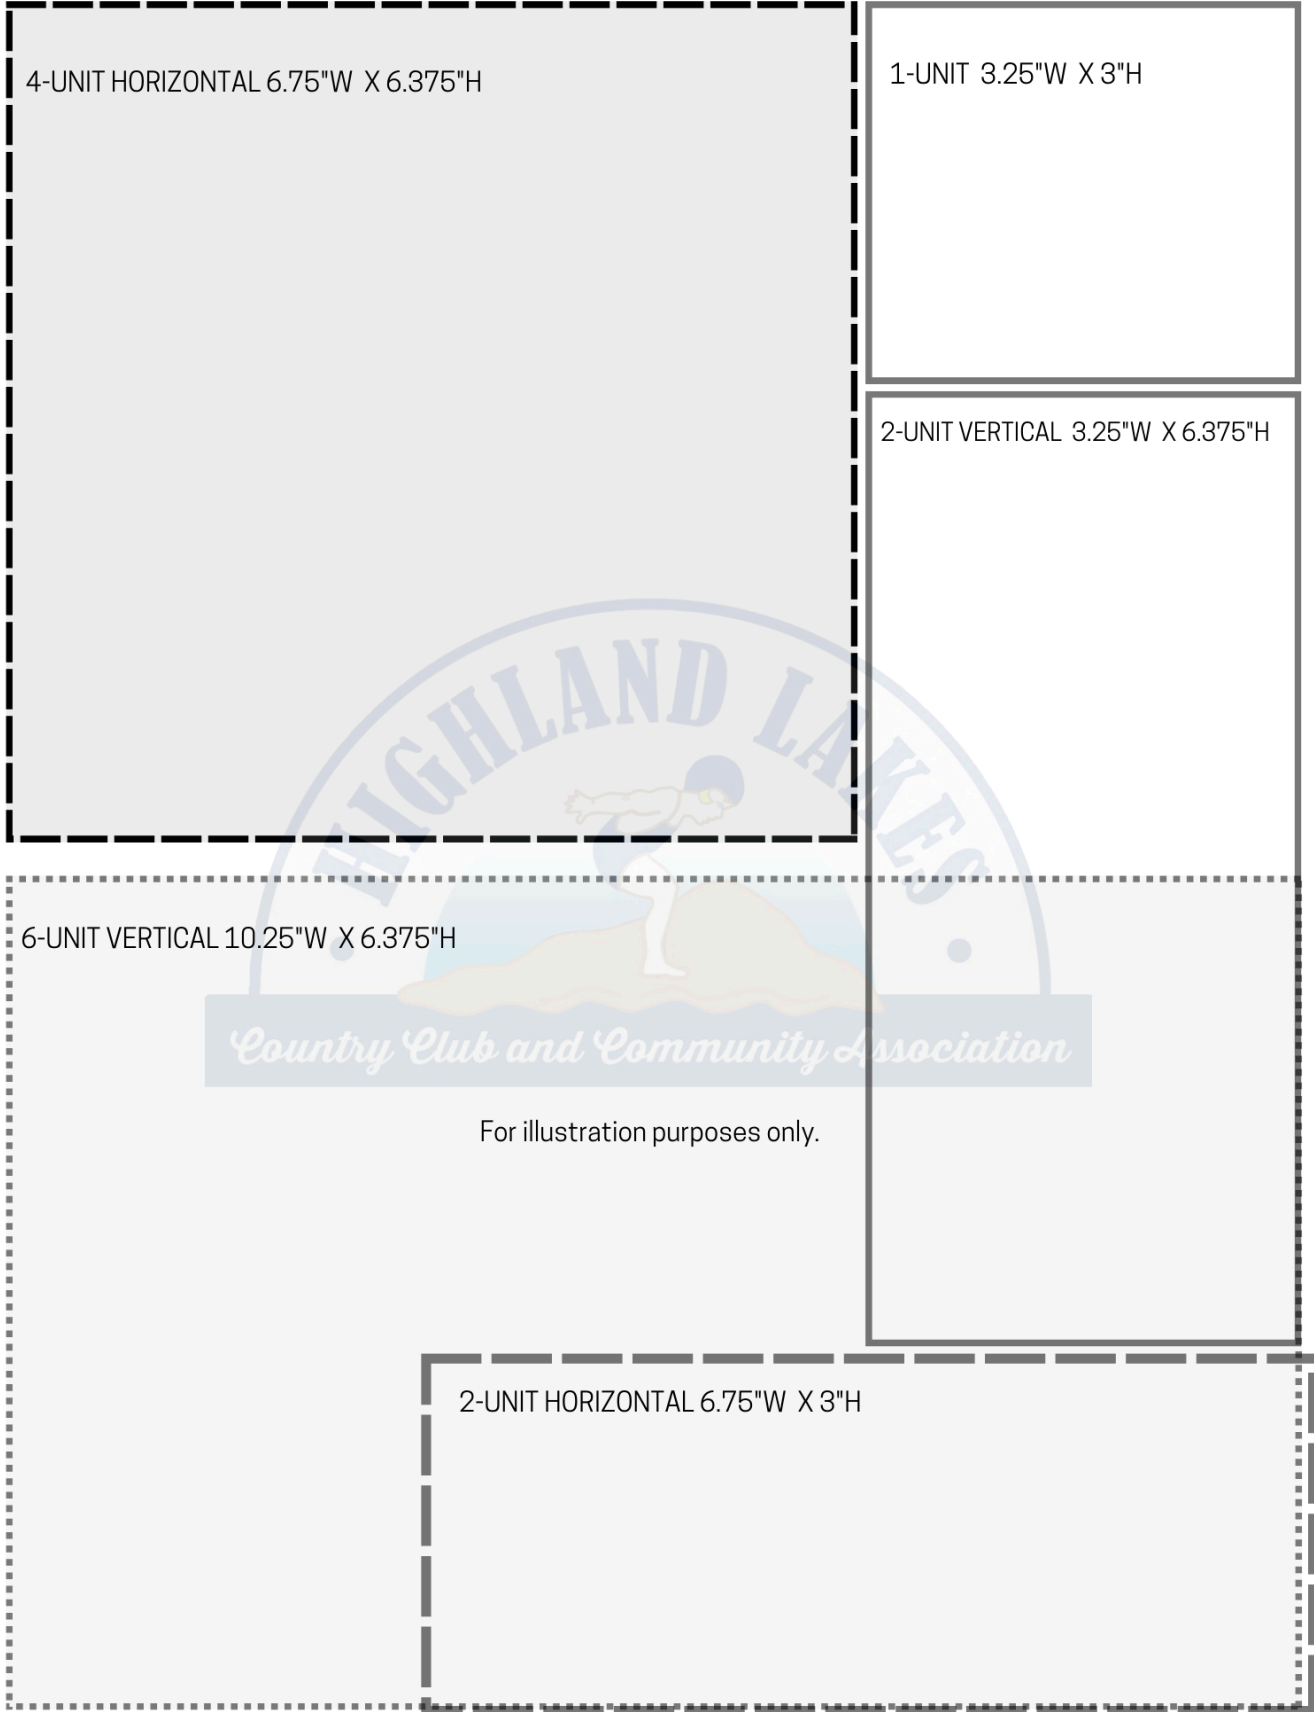 4-UNIT HORIZONTAL 6.75"W X 6.375"H
1-UNIT 3.25"W X 3"H
2-UNIT VERTICAL 3.25"W X 6.375"H
HIGHLAND LAKES
6-UNIT VERTICAL 10.25"W X 6.375"H
Country Club and Community Association
For illustration purposes only.
2-UNIT HORIZONTAL 6.75"W X 3"H